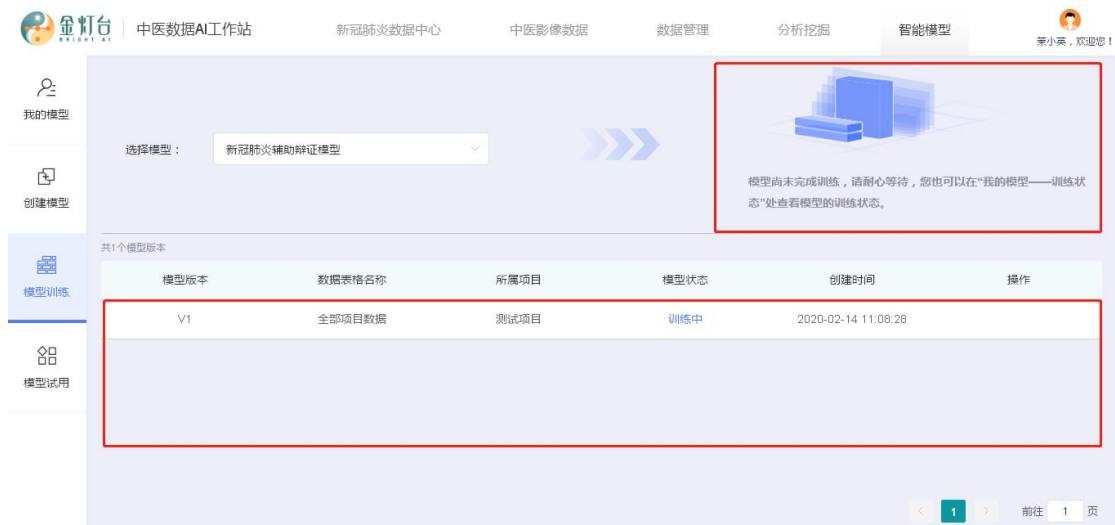 金灯台
BRIGHT AI
中医数据AI工作站
新冠肺炎数据中心
中医影像数据
数据管理
分析挖掘
智能模型
茉小英，欢迎您！
我的模型
创建模型
模型训练
模型试用
选择模型：
新冠肺炎辅助辩证模型
模型尚未完成训练，请耐心等待，您也可以在“我的模型——训练状
态”处查看模型的训练状态。
共1个模型版本
模型版本 数据表格名称 所属项目 模型状态 创建时间 操作
V1 全部项目数据 测试项目 训练中 2020-02-14 11:08:28
< 1 > 前往 1 页